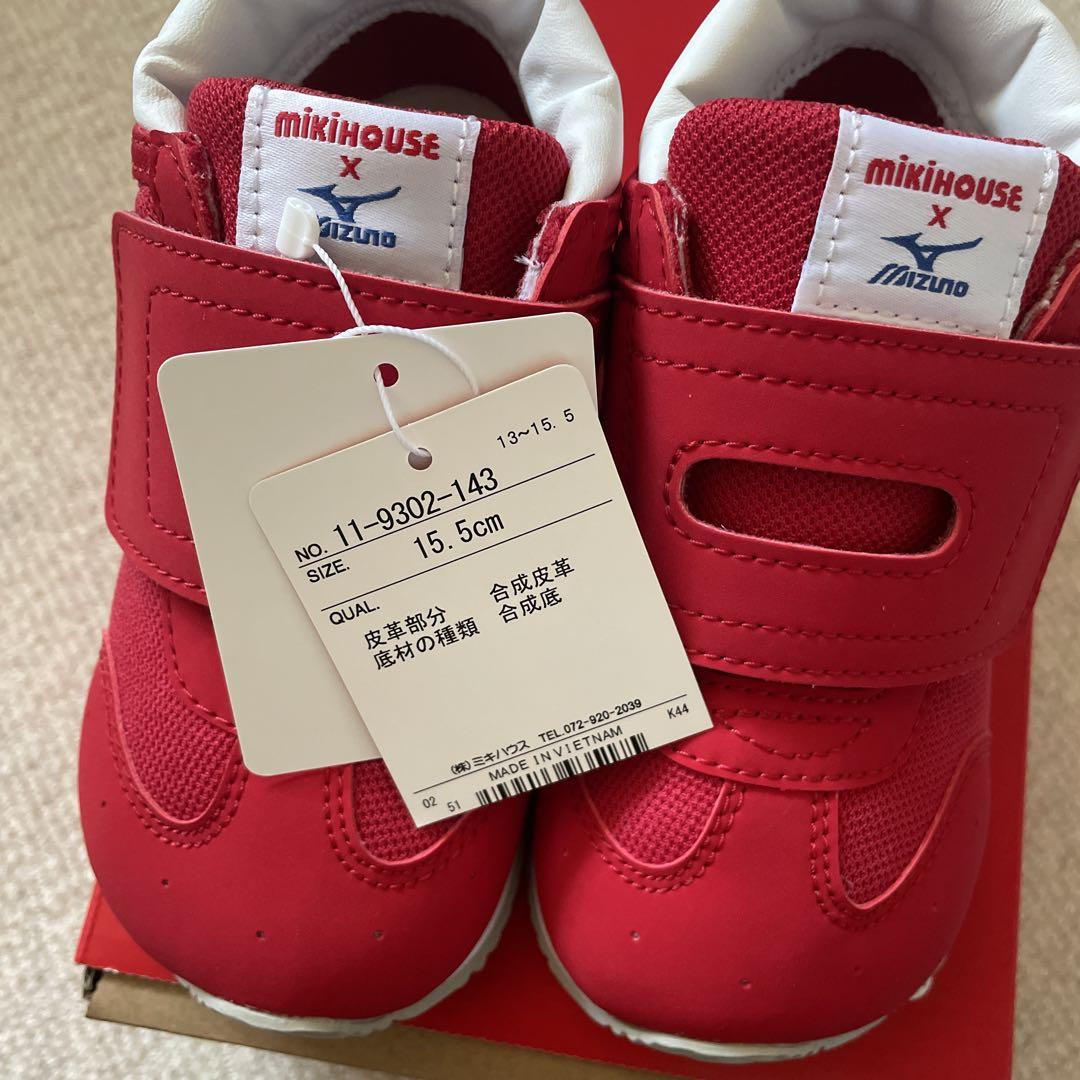 mikiHOUSE
X
MIZUNO
mikiHOUSE
X
MIZUNO
13~15. 5
NO. 11-9302-143
SIZE. 15. 5cm
QUAL.
皮革部分 合成皮革
底材の種類 合成底
(株)ミキハウス TEL.072-920-2039 K44
MADE IN VIETNAM
02 51